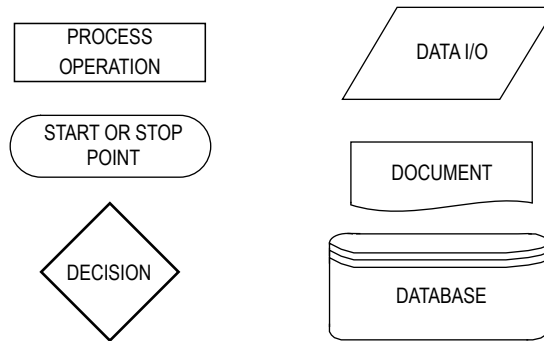 PROCESS
OPERATION
DATA I/O
START OR STOP
POINT
DOCUMENT
DECISION
DATABASE